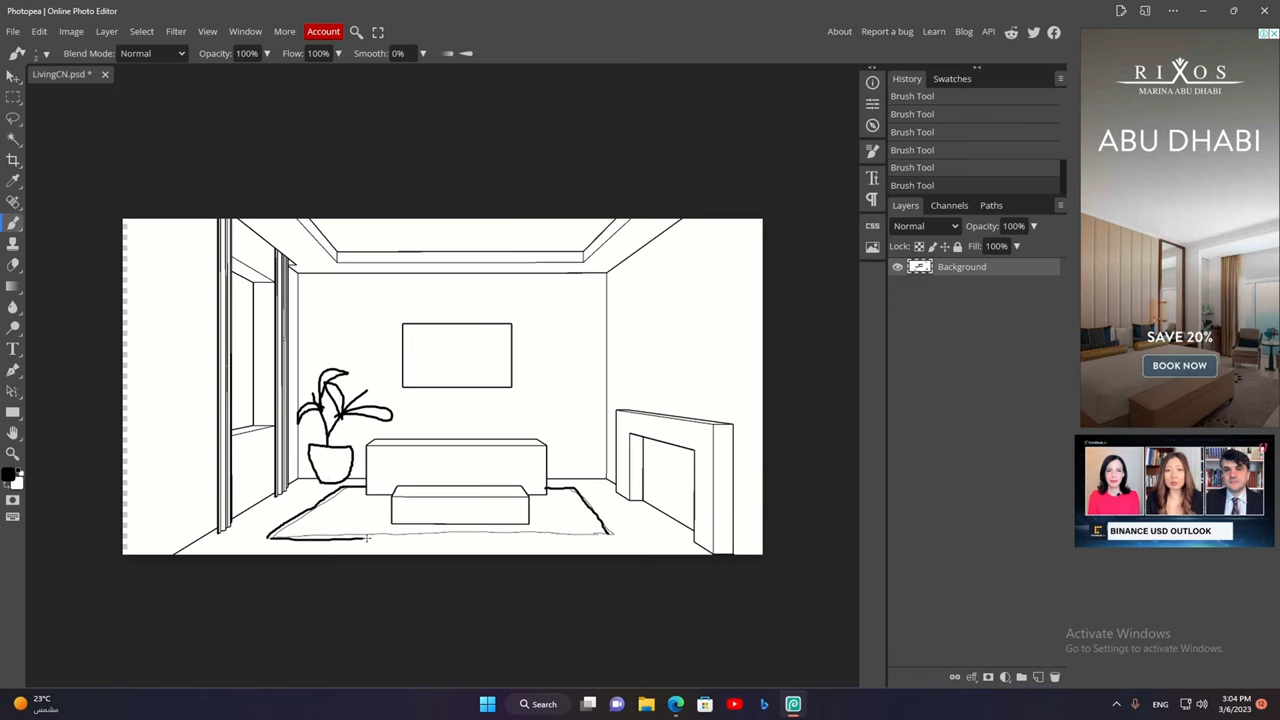 Photopea | Online Photo Editor
File Edit Image Layer Select Filter View Window More Account About Report a bug Learn Blog API
2 Blend Mode: Normal Opacity: 100% Flow: 100% Smooth: 0%
LivingCN.psd *
History Swatches
Brush Tool
Brush Tool
Brush Tool
Brush Tool
Brush Tool
Brush Tool
Layers Channels Paths
Normal Opacity: 100%
Lock: Fill: 100%
Background
CSS
RIXOS
MARINA ABU DHABI
ABU DHABI
SAVE 20%
BOOK NOW
BINANCE USD OUTLOOK
Activate Windows
Go to Settings to activate Windows.
23°C
مشمس
Search
ENG
3:04 PM
3/6/2023